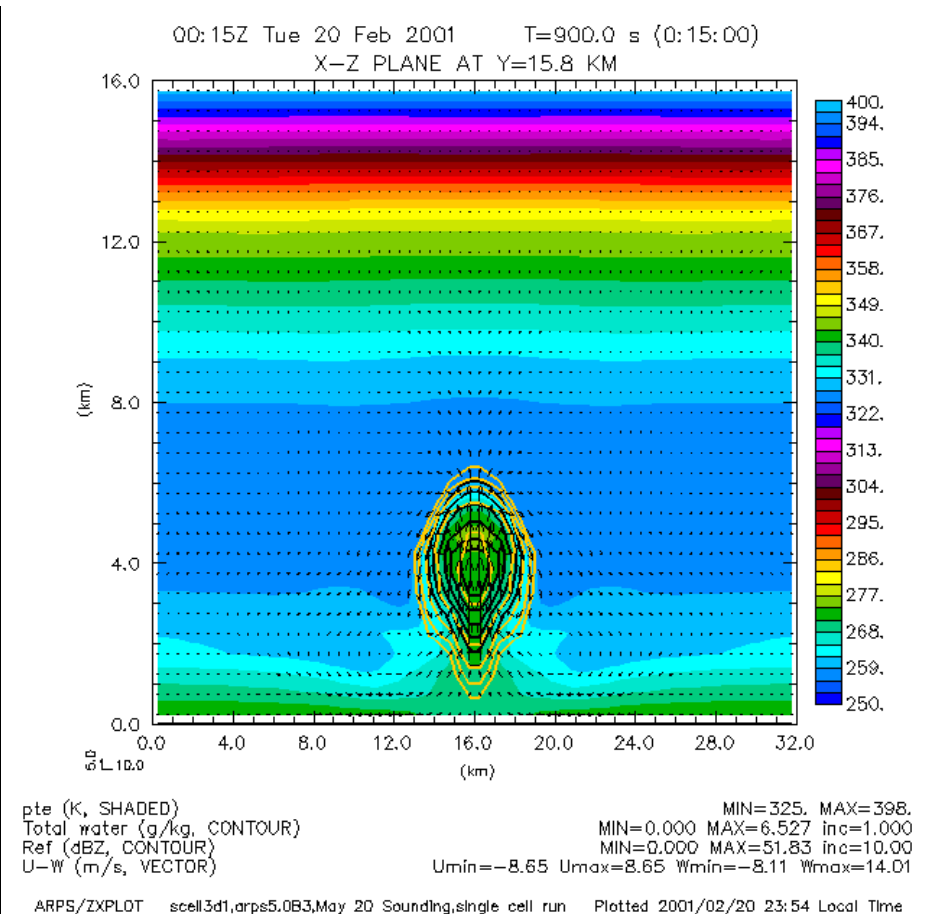 00:15Z Tue 20 Feb 2001 T=900.0 s (0:15:00)
X-Z PLANE AT Y=15.8 KM
16.0
12.0
8.0
4.0
0.0
(km)
0.0 4.0 8.0 12.0 16.0 20.0 24.0 28.0 32.0
(km)
5.0
10.0
400.
394.
385.
376.
367.
358.
349.
340.
331.
322.
313.
304.
295.
286.
277.
268.
259.
250.
pte (K, SHADED) MIN=325. MAX=398.
Total water (g/kg, CONTOUR) MIN=0.000 MAX=6.527 inc=1.000
Ref (dBZ, CONTOUR) MIN=0.000 MAX=51.83 inc=10.00
U-W (m/s, VECTOR) Umin=-8.65 Umax=8.65 Wmin=-8.11 Wmax=14.01
ARPS/ZXPLOT scell3d1,arps5.0B3,May 20 Sounding,single cell run Plotted 2001/02/20 23:54 Local Time